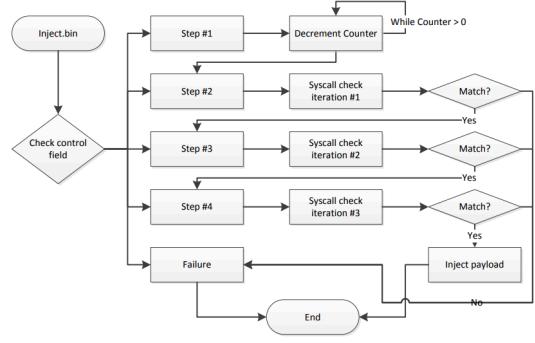 While Counter > 0
Inject.bin
Step #1
Decrement Counter
Step #2
Syscall check
iteration #1
Match?
Yes
Check control
field
Step #3
Syscall check
iteration #2
Match?
Yes
Step #4
Syscall check
iteration #3
Match?
Yes
Failure
Inject payload
No
End